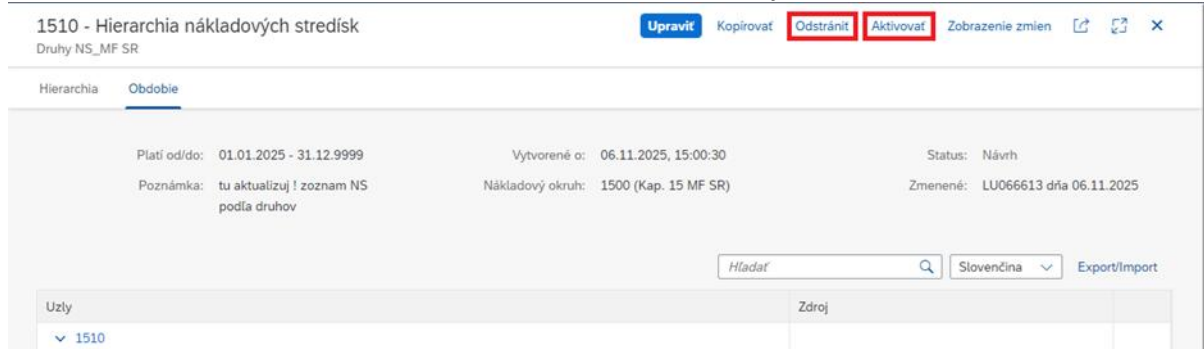 1510 - Hierarchia nákladových stredísk
Upraviť Kopírovať Odstrániť Aktivovať Zobrazenie zmien
Druhy NS_MF SR
Hierarchia Obdobie
Platí od/do: 01.01.2025 - 31.12.9999 Vytvorené o: 06.11.2025, 15:00:30 Status: Návrh
Poznámka: tu aktualizuj ! zoznam NS Nákladový okruh: 1500 (Kap. 15 MF SR) Zmenené: LU066613 dňa 06.11.2025
podľa druhov
Hľadať Slovenčina Export/Import
Uzly Zdroj
1510